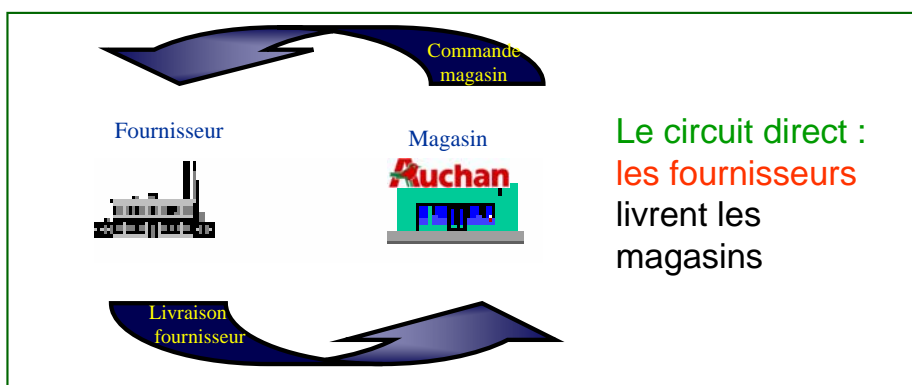 Commande
magasin
Fournisseur
Magasin
Auchan
Le circuit direct :
les fournisseurs
livrent les
magasins
Livraison
fournisseur